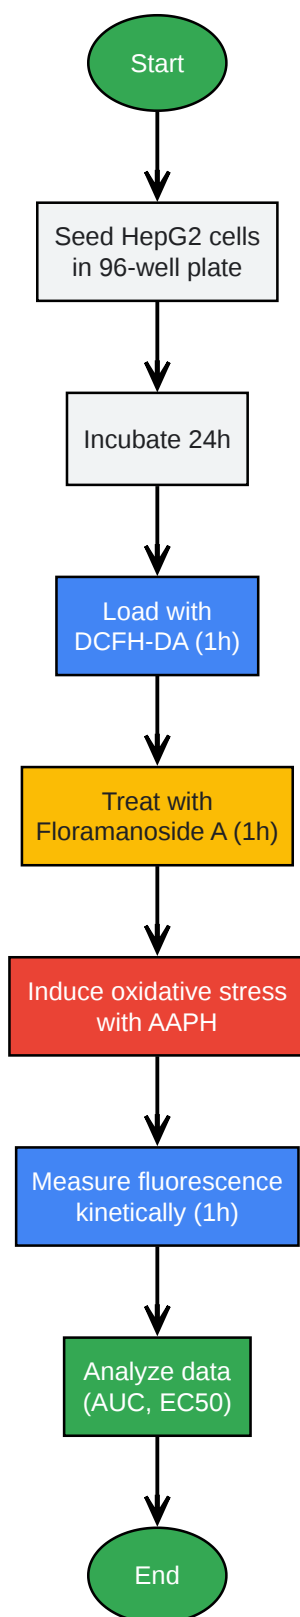 Start
Seed HepG2 cells
in 96-well plate
Incubate 24h
Load with
DCFH-DA (1h)
Treat with
Floramanoside A (1h)
Induce oxidative stress
with AAPH
Measure fluorescence
kinetically (1h)
Analyze data
(AUC, EC50)
End